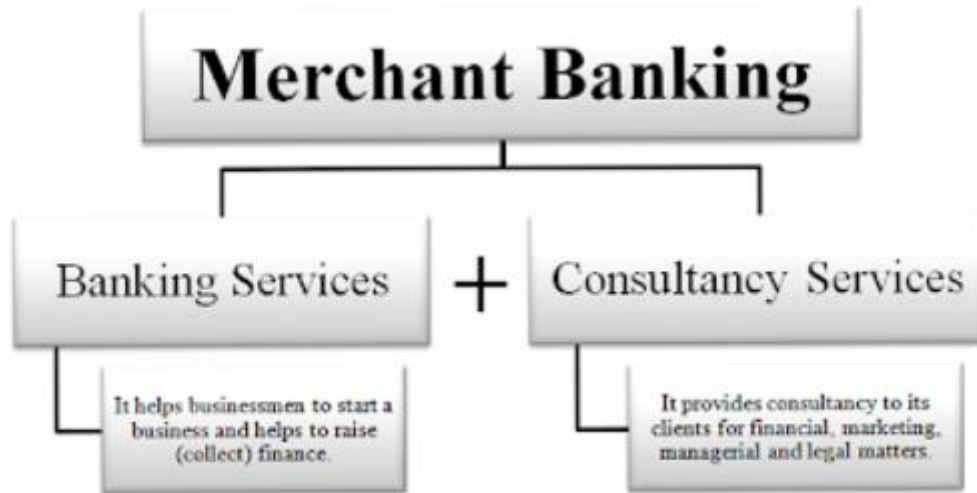 Merchant Banking
Banking Services
+
Consultancy Services
It helps businessmen to start a
business and helps to raise
(collect) finance.
It provides consultancy to its
clients for financial, marketing,
managerial and legal matters.